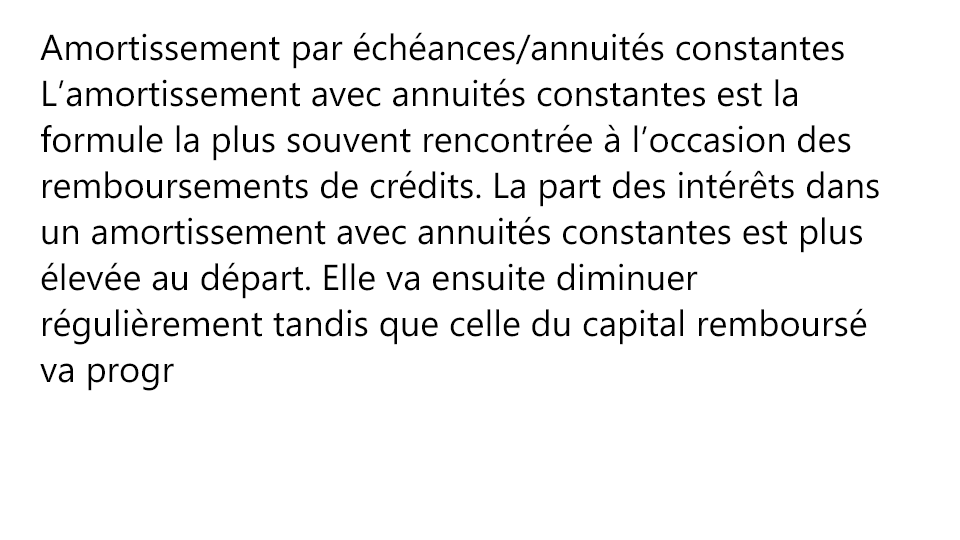 Amortissement par échéances/annuités constantes
L’amortissement avec annuités constantes est la
formule la plus souvent rencontrée à l’occasion des
remboursements de crédits. La part des intérêts dans
un amortissement avec annuités constantes est plus
élevée au départ. Elle va ensuite diminuer
régulièrement tandis que celle du capital remboursé
va progr